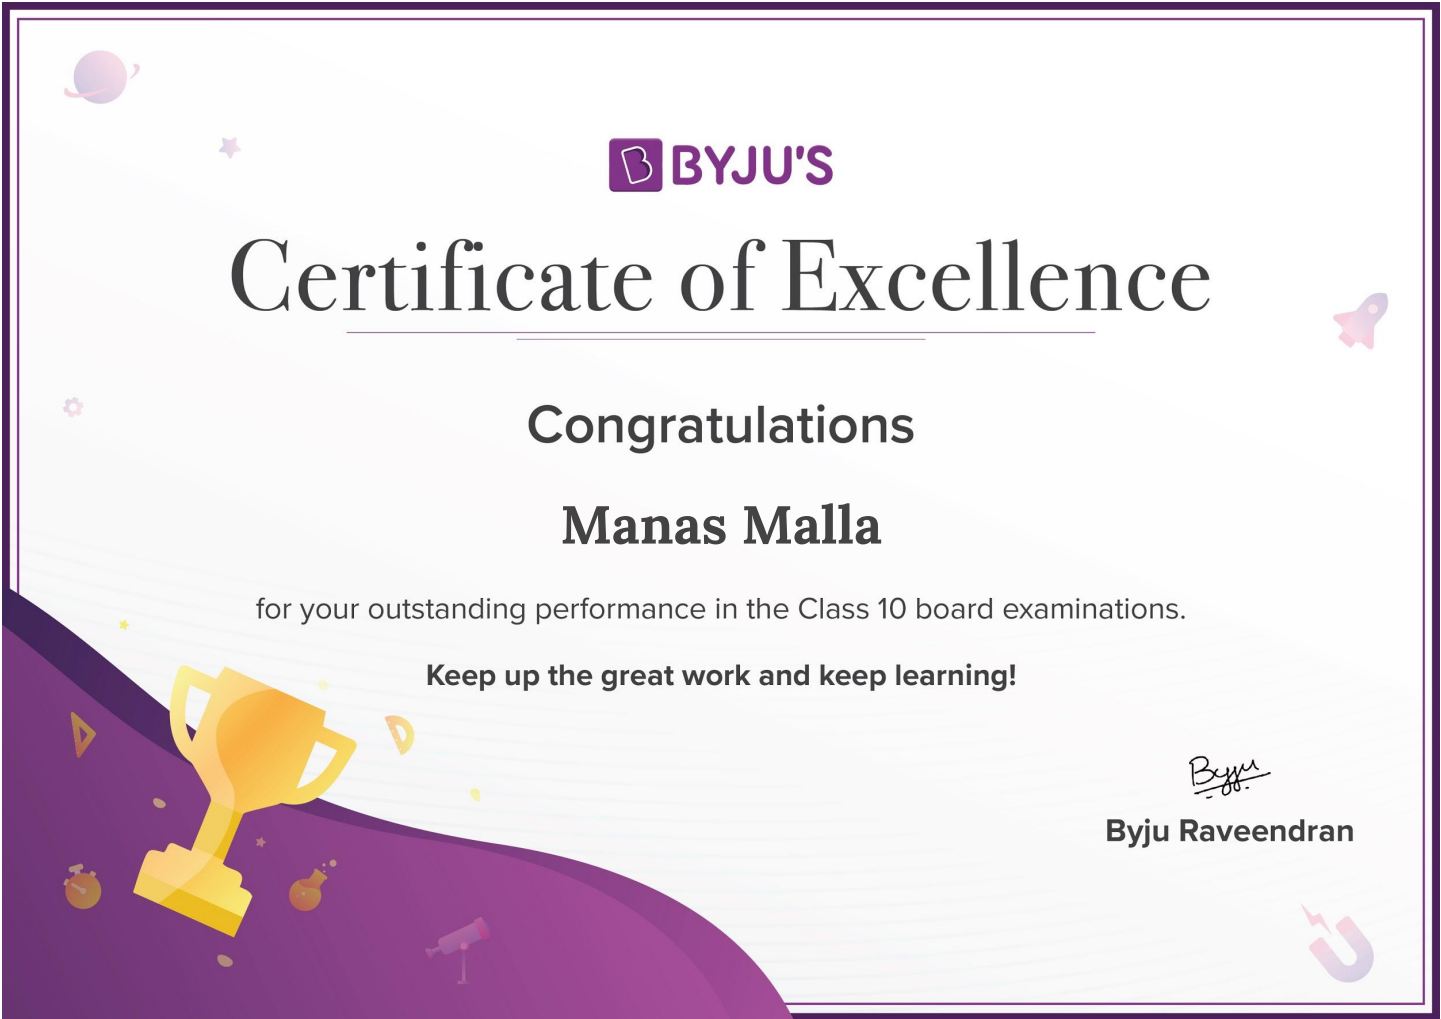 BYJU'S
Certificate of Excellence
Congratulations
Manas Malla
for your outstanding performance in the Class 10 board examinations.
Keep up the great work and keep learning!
Byju
Byju Raveendran